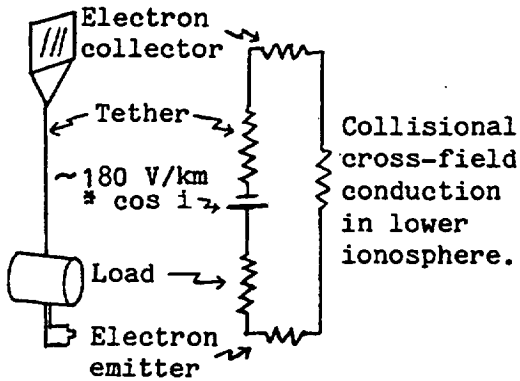 Electron
collector
Tether
~180 V/km
* cos i
Load
Electron
emitter
Collisional
cross-field
conduction
in lower
ionosphere.